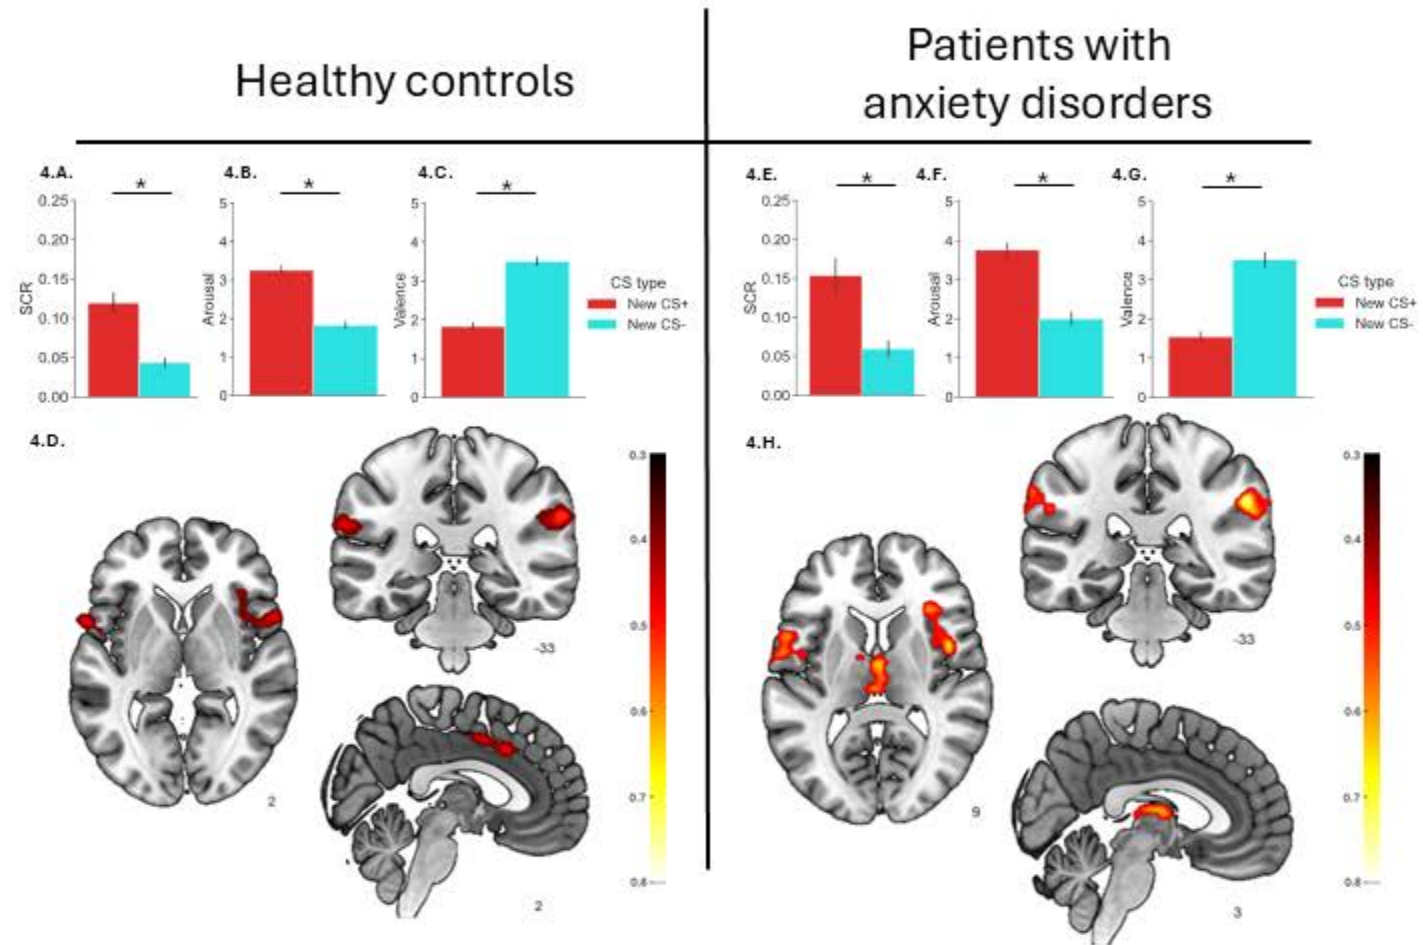 Healthy controls
Patients with
anxiety disorders
4.A.
*
0.25
0.20
0.15
0.10
0.05
0.00
SCR
4.B.
*
5
4
3
2
1
0
Arousal
4.C.
*
5
4
3
2
1
0
Valence
CS type
New CS+
New CS-
4.E.
*
0.25
0.20
0.15
0.10
0.05
0.00
SCR
4.F.
*
5
4
3
2
1
0
Arousal
4.G.
*
5
4
3
2
1
0
Valence
CS type
New CS+
New CS-
4.D.
-33
2
2
0.3
0.4
0.5
0.6
0.7
0.8
4.H.
-33
9
3
0.3
0.4
0.5
0.6
0.7
0.8